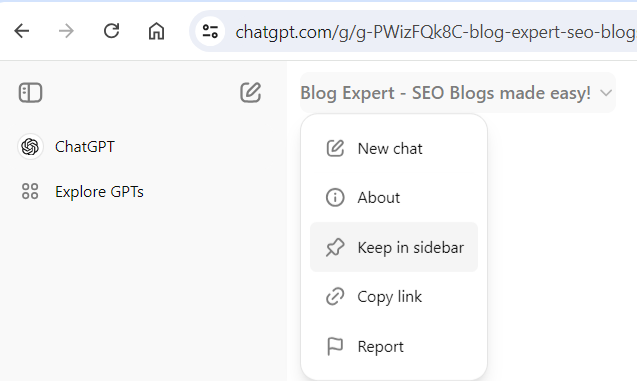 chatgpt.com/g/g-PWizFQk8C-blog-expert-seo-blog
Blog Expert - SEO Blogs made easy!
ChatGPT
Explore GPTs
New chat
About
Keep in sidebar
Copy link
Report